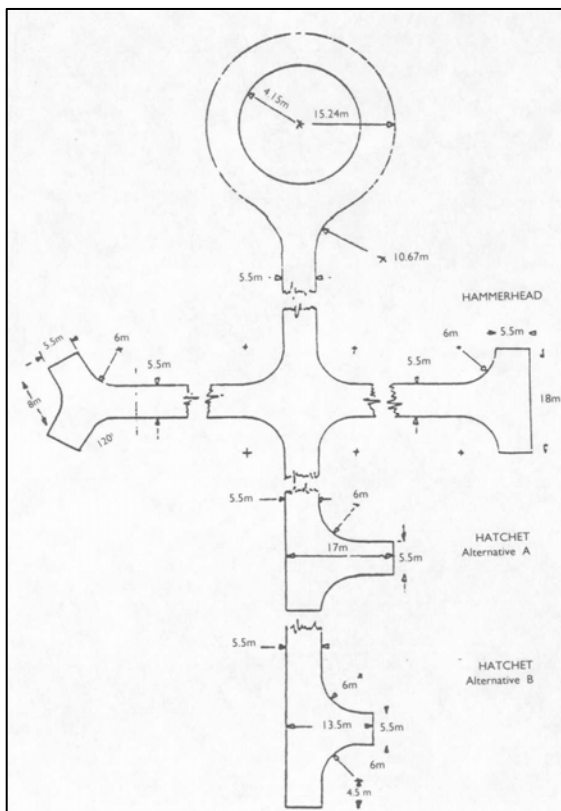 4.15m
15.24m
10.67m
5.5m
HAMMERHEAD
5.5m
6m
5.5m
6m
5.5m
5.5m
8m
18m
120°
5.5m
6m
17m
5.5m
HATCHET
Alternative A
5.5m
HATCHET
Alternative B
6m
13.5m
5.5m
6m
4.5 m